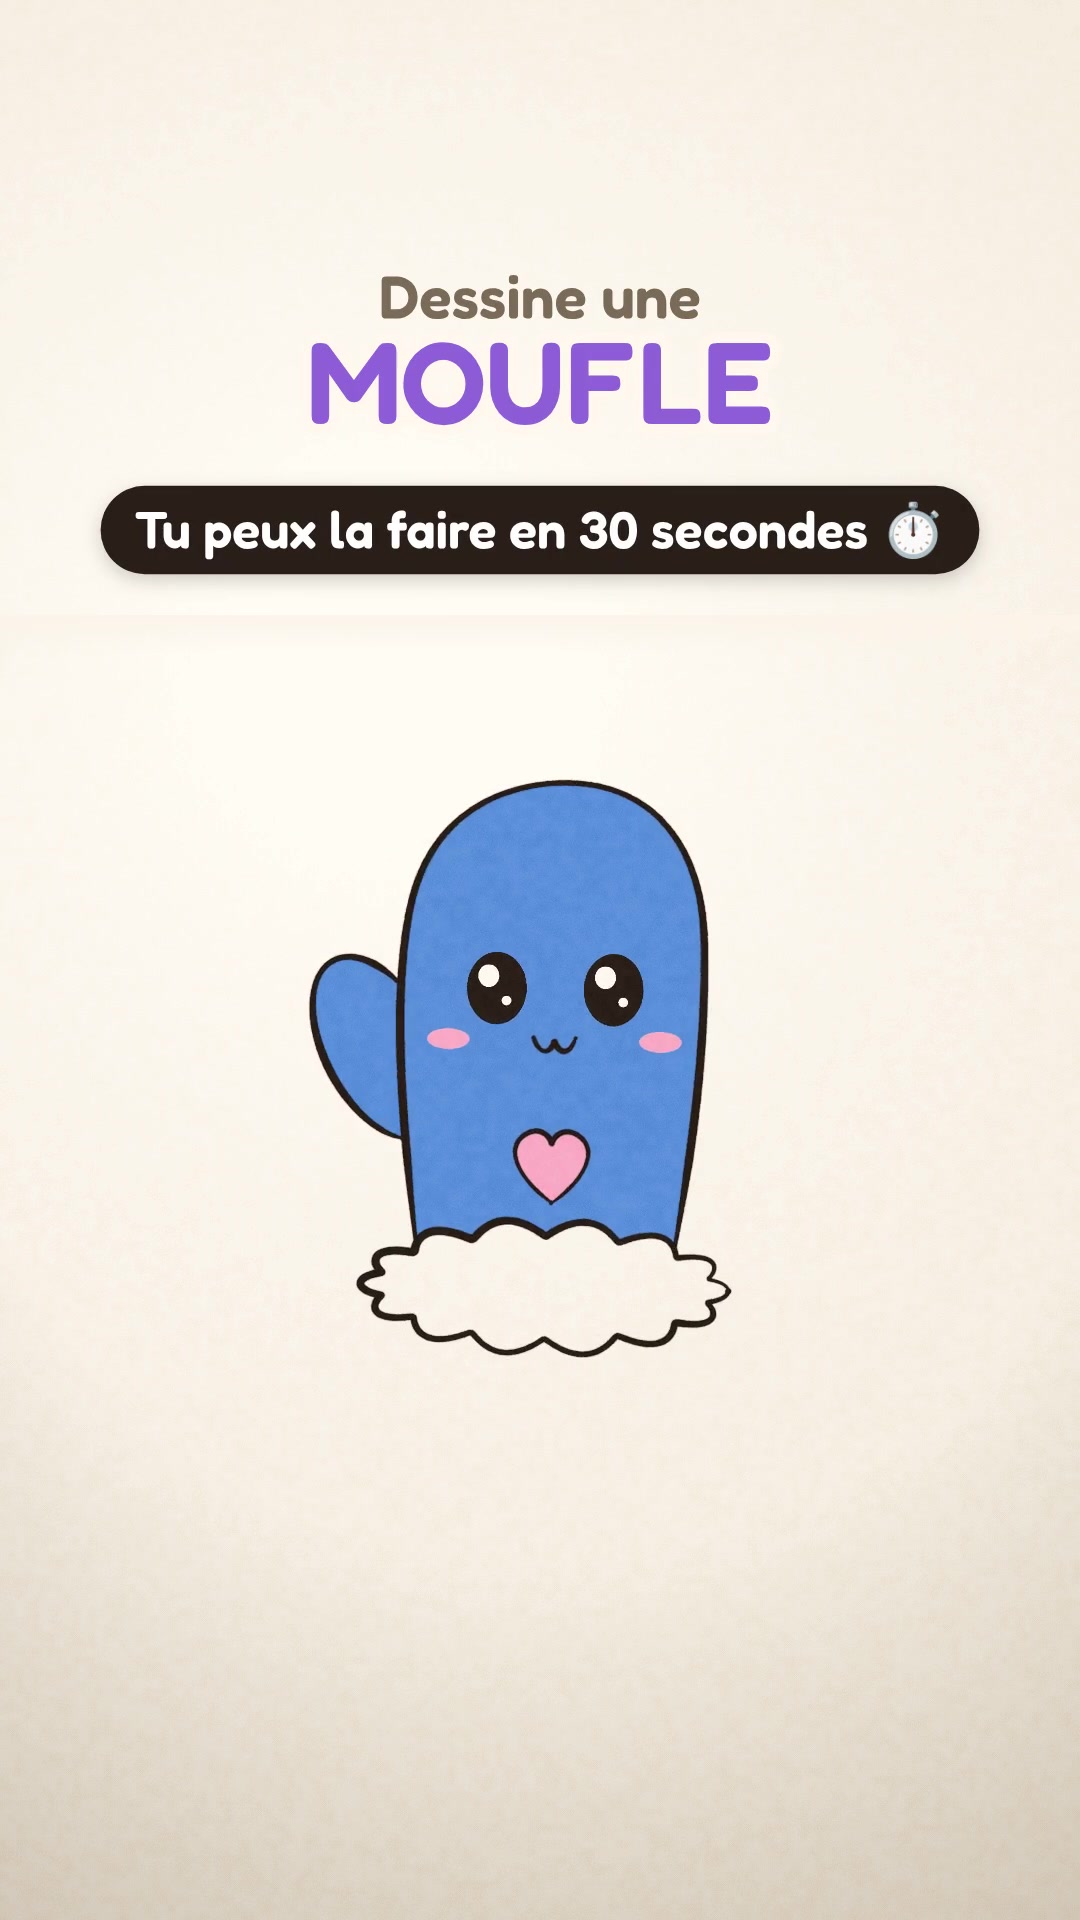 Dessine une
MOUFLE
Tu peux la faire en 30 secondes ⏱️